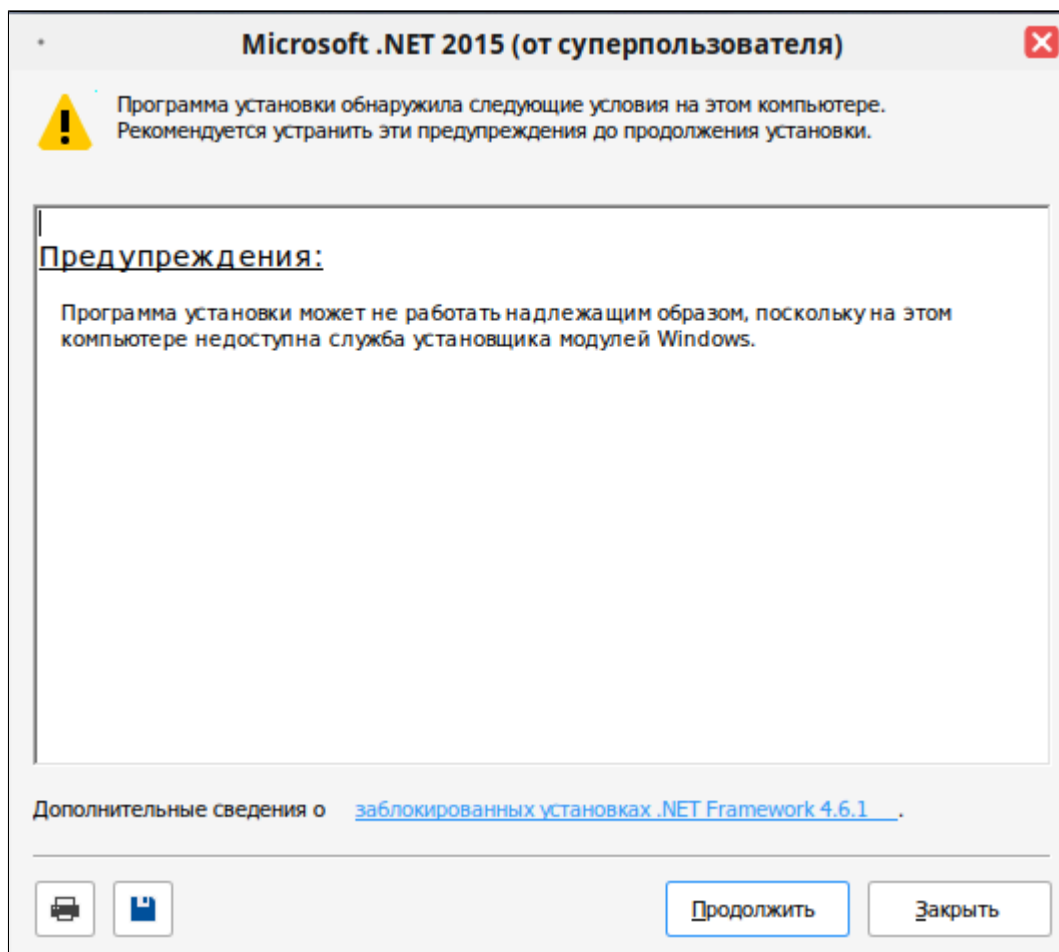 Microsoft .NET 2015 (от суперпользователя)
Программа установки обнаружила следующие условия на этом компьютере.
Рекомендуется устранить эти предупреждения до продолжения установки.
Предупреждения:
Программа установки может не работать надлежащим образом, поскольку на этом
компьютере недоступна служба установщика модулей Windows.
Дополнительные сведения о заблокированных установках .NET Framework 4.6.1 .
Продолжить Закрыть